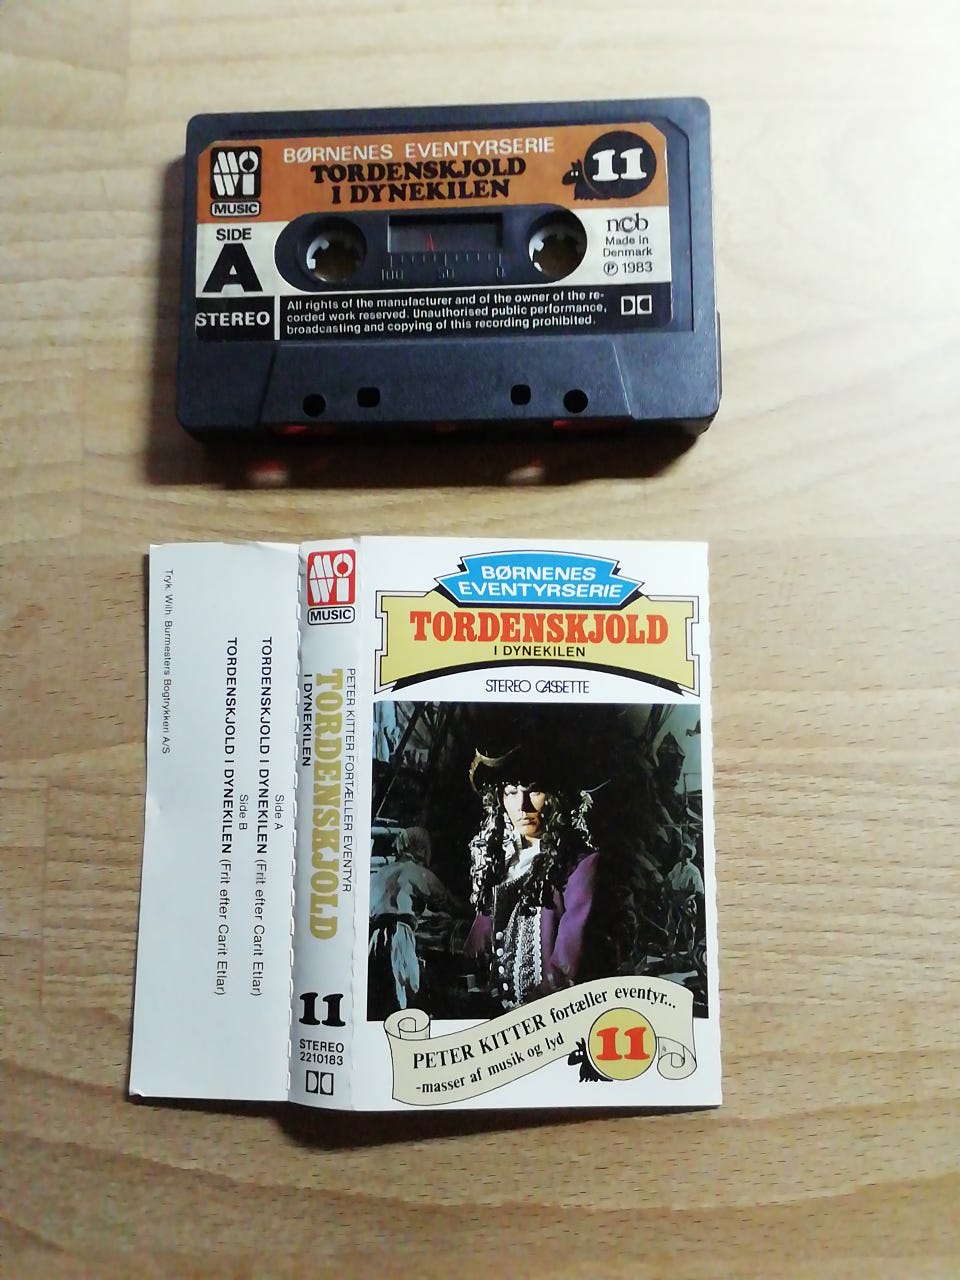 MOWI
MUSIC
BØRNENES EVENTYRSERIE
TORDENSKJOLD
I DYNEKILEN
11
SIDE
A
STEREO
100 50 0
ncb
Made in
Denmark
Ⓟ 1983
All rights of the manufacturer and of the owner of the re-
corded work reserved. Unauthorised public performance,
broadcasting and copying of this recording prohibited.
Tryk: Wilh. Burmesters Bogtrykkeri A/S
Side A
TORDENSKJOLD I DYNEKILEN (Frit efter Carit Etlar)
Side B
TORDENSKJOLD I DYNEKILEN (Frit efter Carit Etlar)
MOWI
MUSIC
PETER KITTER FORTÆLLER EVENTYR
TORDENSKJOLD
I DYNEKILEN
11
STEREO
2210183
BØRNENES
EVENTYRSERIE
TORDENSKJOLD
I DYNEKILEN
STEREO CASSETTE
PETER KITTER fortæller eventyr...
-masser af musik og lyd
11